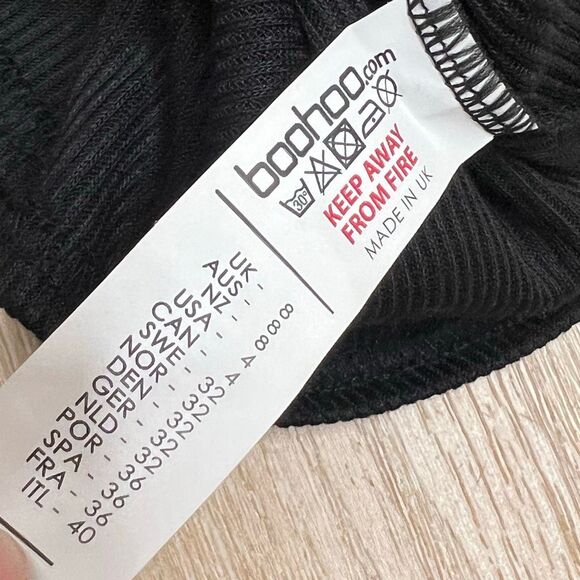 boohoo.com
30°
KEEP AWAY
FROM FIRE
MADE IN UK
UK - 8
AUS - 8
NZ - 8
USA - 4
CAN - 4
SWE - 32
NOR - 32
DEN - 32
GER - 32
NLD - 32
POR - 36
SPA - 36
FRA - 36
ITL - 40